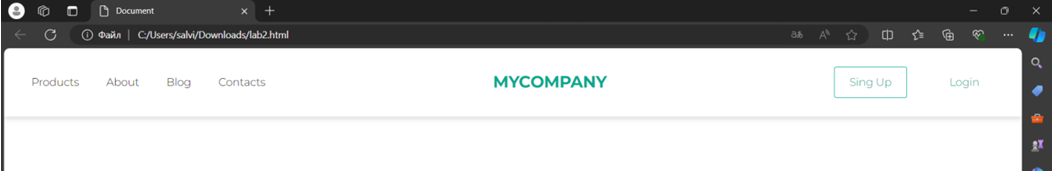 Document
Файл | C:/Users/salvi/Downloads/lab2.html
Products About Blog Contacts MYCOMPANY Sing Up Login